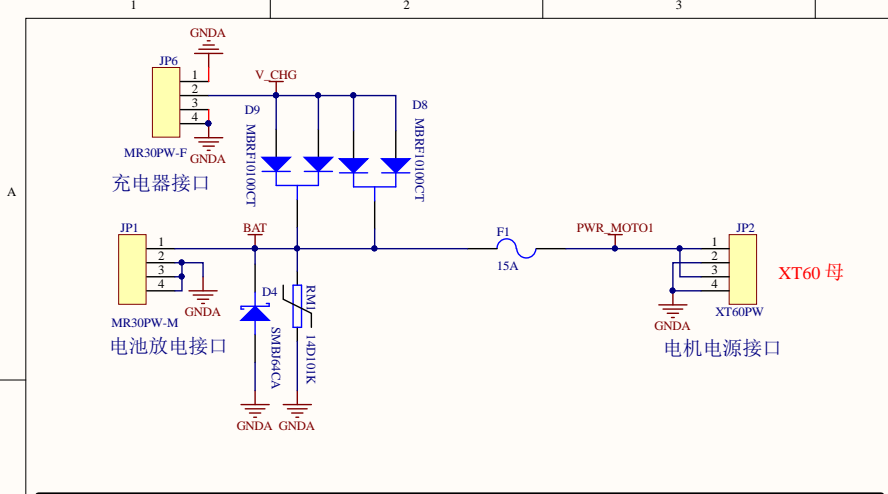 1
2
3
A
GNDA
JP6
1
2
3
4
MR30PW-F
GNDA
充电器接口
V_CHG
D9
MBRF10100CT
D8
MBRF10100CT
JP1
1
2
3
4
MR30PW-M
GNDA
电池放电接口
BAT
D4
SMBJ64CA
GNDA
RM1
14D101K
GNDA
F1
15A
PWR_MOTO1
JP2
1
2
3
4
XT60PW
GNDA
电机电源接口
XT60 母